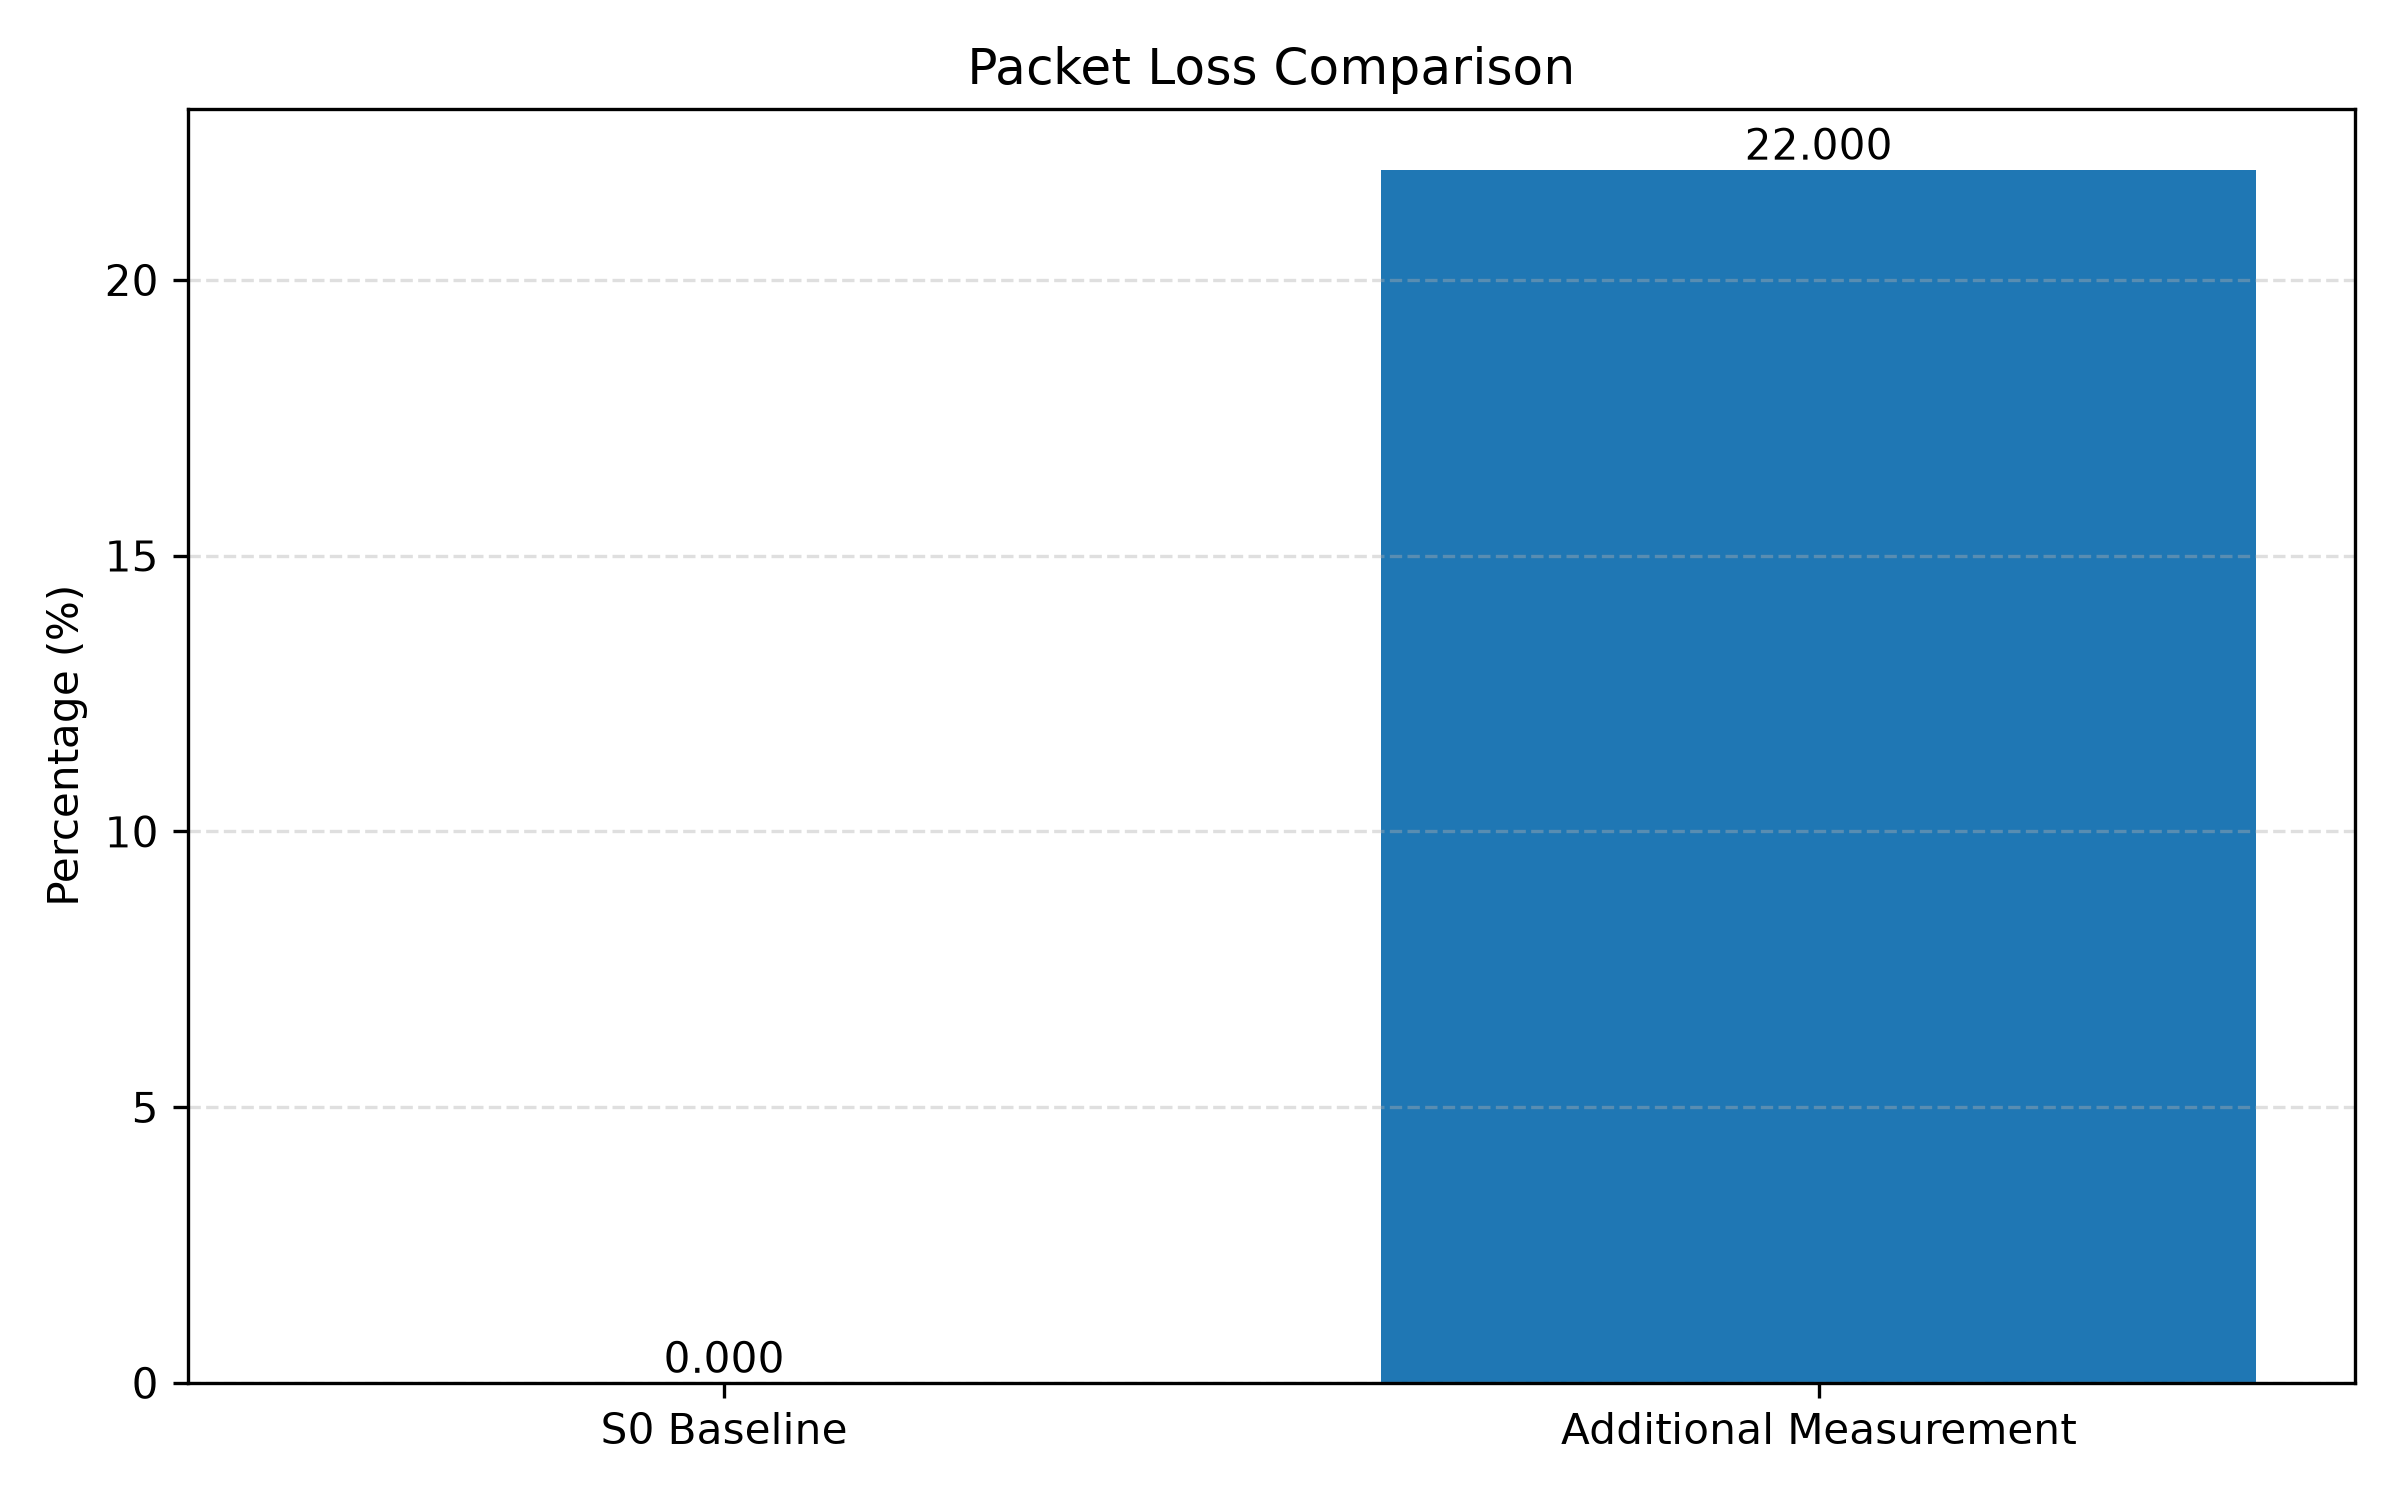 Packet Loss Comparison
22.000
20
15
10
5
0
Percentage (%)
0.000
S0 Baseline
Additional Measurement